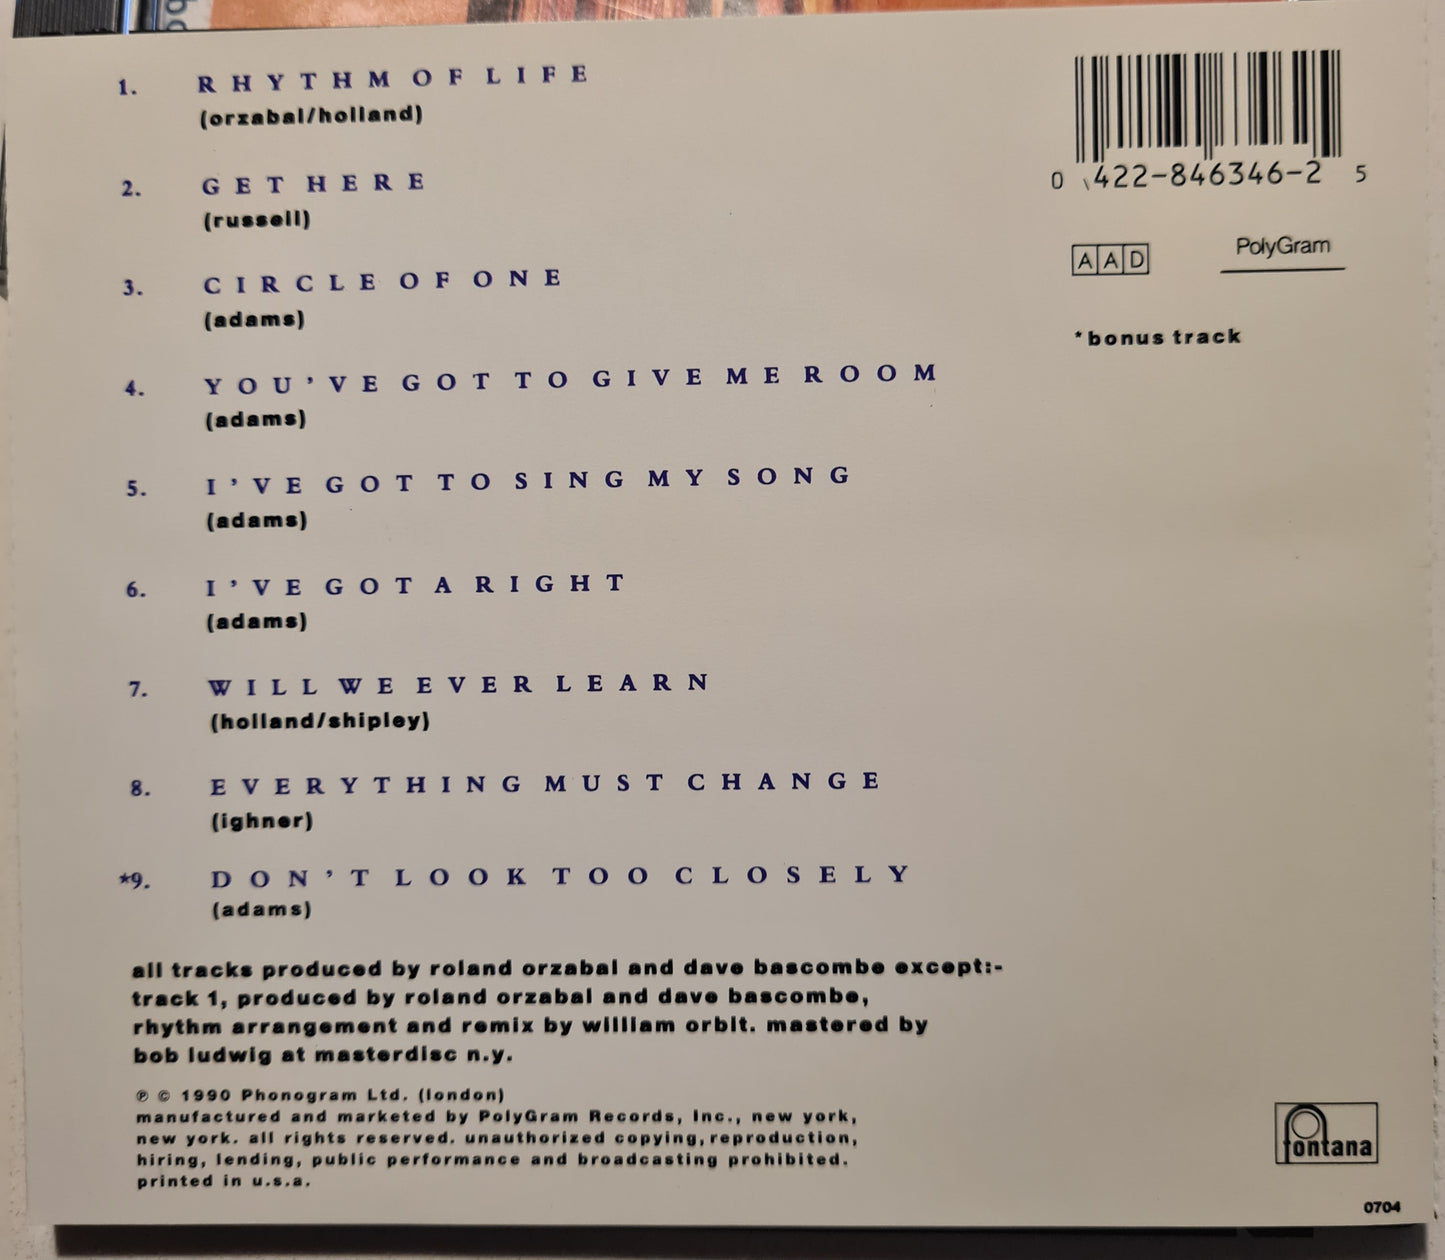 1. RHYTHM OF LIFE
(orzabal/holland)
2. GET HERE
(russell)
3. CIRCLE OF ONE
(adams)
4. YOU'VE GOT TO GIVE ME ROOM
(adams)
5. I'VE GOT TO SING MY SONG
(adams)
6. I'VE GOT A RIGHT
(adams)
7. WILL WE EVER LEARN
(holland/shipley)
8. EVERYTHING MUST CHANGE
(ighner)
*9. DON'T LOOK TOO CLOSELY
(adams)
0 422-846346-2 5
AAD PolyGram
*bonus track
all tracks produced by roland orzabal and dave bascombe except:-
track 1, produced by roland orzabal and dave bascombe,
rhythm arrangement and remix by william orbit. mastered by
bob ludwig at masterdisc n.y.
℗ © 1990 Phonogram Ltd. (london)
manufactured and marketed by PolyGram Records, Inc., new york,
new york. all rights reserved. unauthorized copying, reproduction,
hiring, lending, public performance and broadcasting prohibited.
printed in u.s.a.
fontana
0704